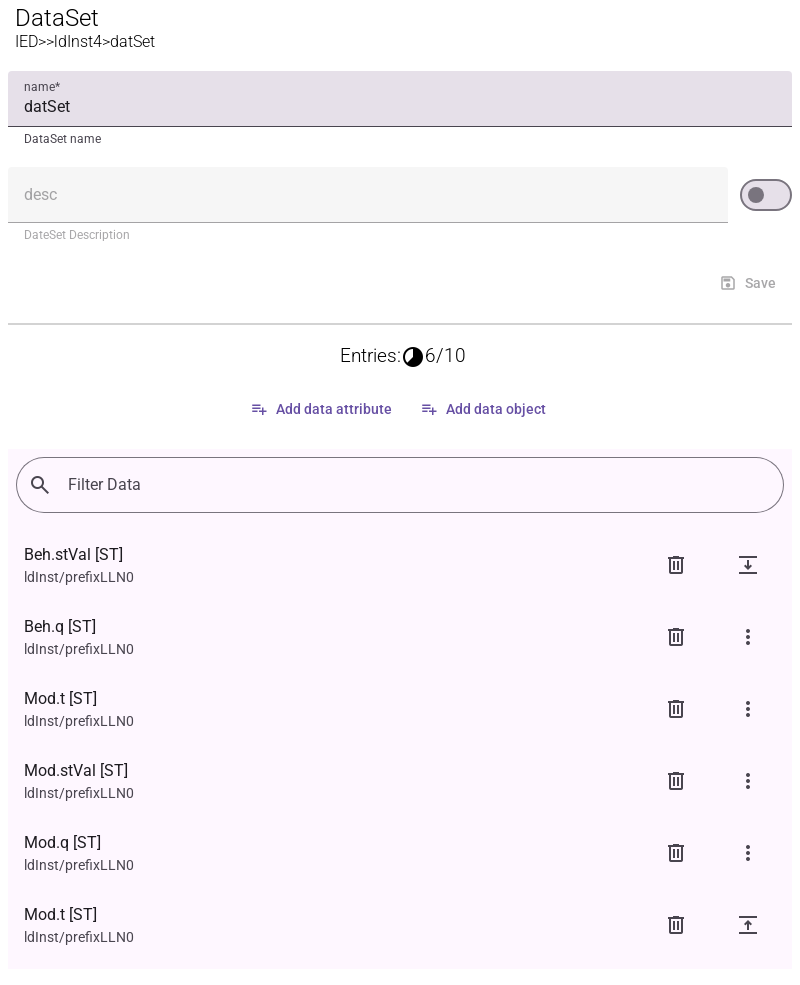 DataSet
IED>>ldInst4>datSet
name*
datSet
DataSet name
desc
DateSet Description
Save
Entries: 6/10
Add data attribute Add data object
Filter Data
Beh.stVal [ST]
ldInst/prefixLLN0
Beh.q [ST]
ldInst/prefixLLN0
Mod.t [ST]
ldInst/prefixLLN0
Mod.stVal [ST]
ldInst/prefixLLN0
Mod.q [ST]
ldInst/prefixLLN0
Mod.t [ST]
ldInst/prefixLLN0